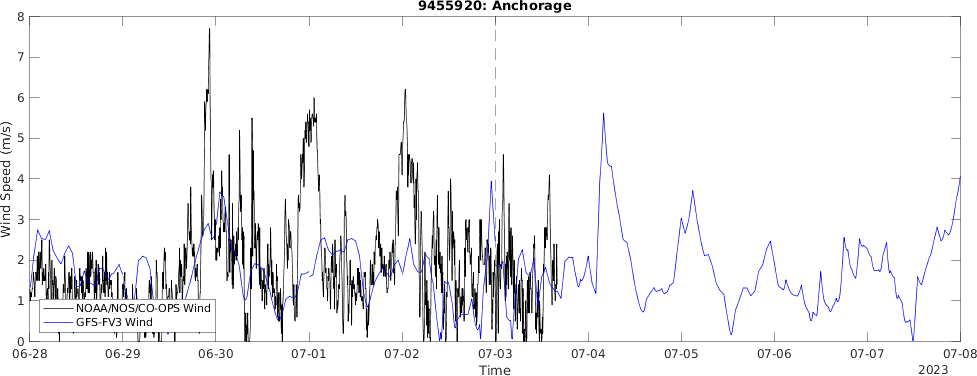 9455920: Anchorage
Wind Speed (m/s)
8
7
6
5
4
3
2
1
0
NOAA/NOS/CO-OPS Wind
GFS-FV3 Wind
06-28 06-29 06-30 07-01 07-02 07-03 07-04 07-05 07-06 07-07 07-08
Time
2023